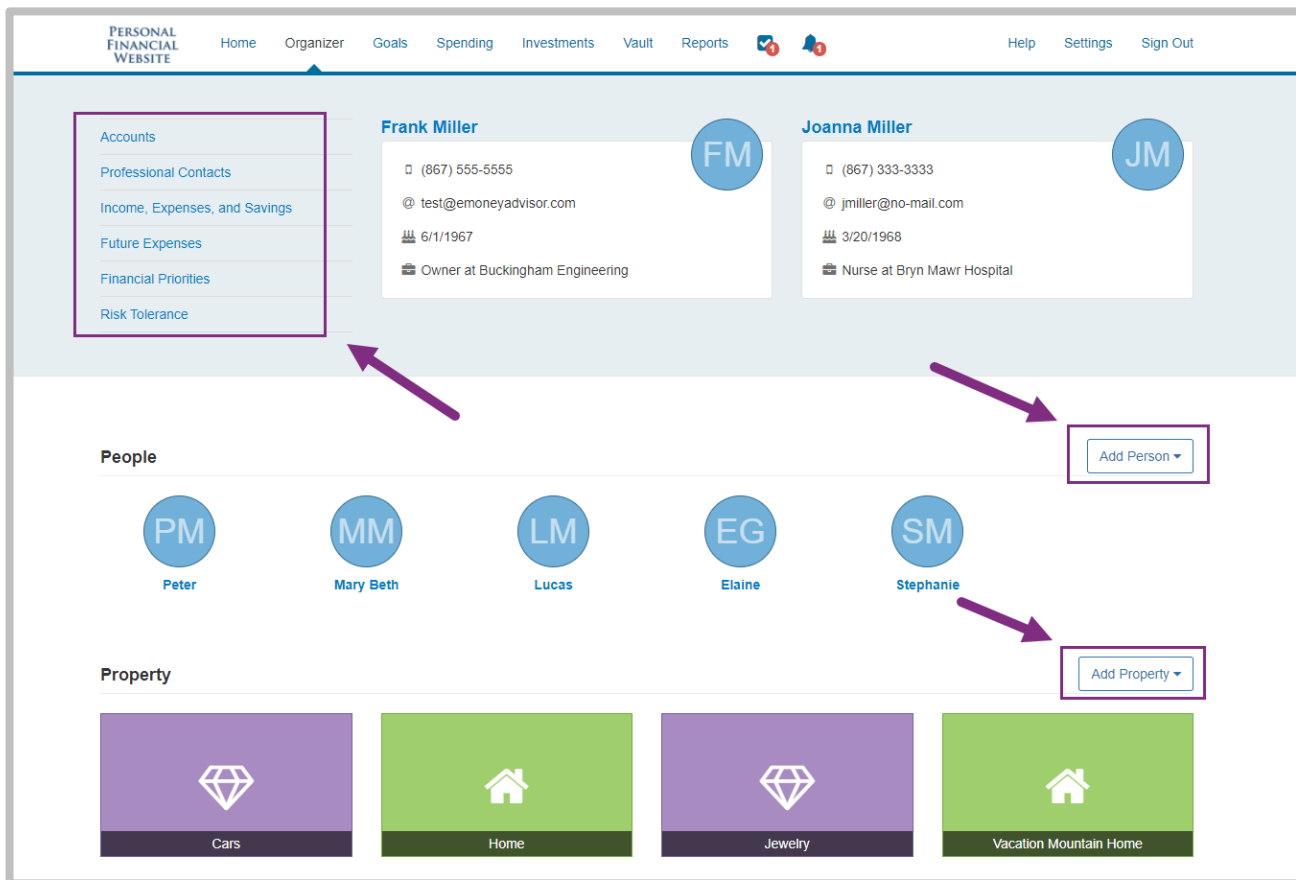 PERSONAL
FINANCIAL
WEBSITE
Home Organizer Goals Spending Investments Vault Reports 1 1 Help Settings Sign Out
Accounts
Professional Contacts
Income, Expenses, and Savings
Future Expenses
Financial Priorities
Risk Tolerance
Frank Miller
FM
(867) 555-5555
@ test@emoneyadvisor.com
6/1/1967
Owner at Buckingham Engineering
Joanna Miller
JM
(867) 333-3333
@ jmiller@no-mail.com
3/20/1968
Nurse at Bryn Mawr Hospital
People
Add Person
PM MM LM EG SM
Peter Mary Beth Lucas Elaine Stephanie
Property
Add Property
Cars Home Jewelry Vacation Mountain Home